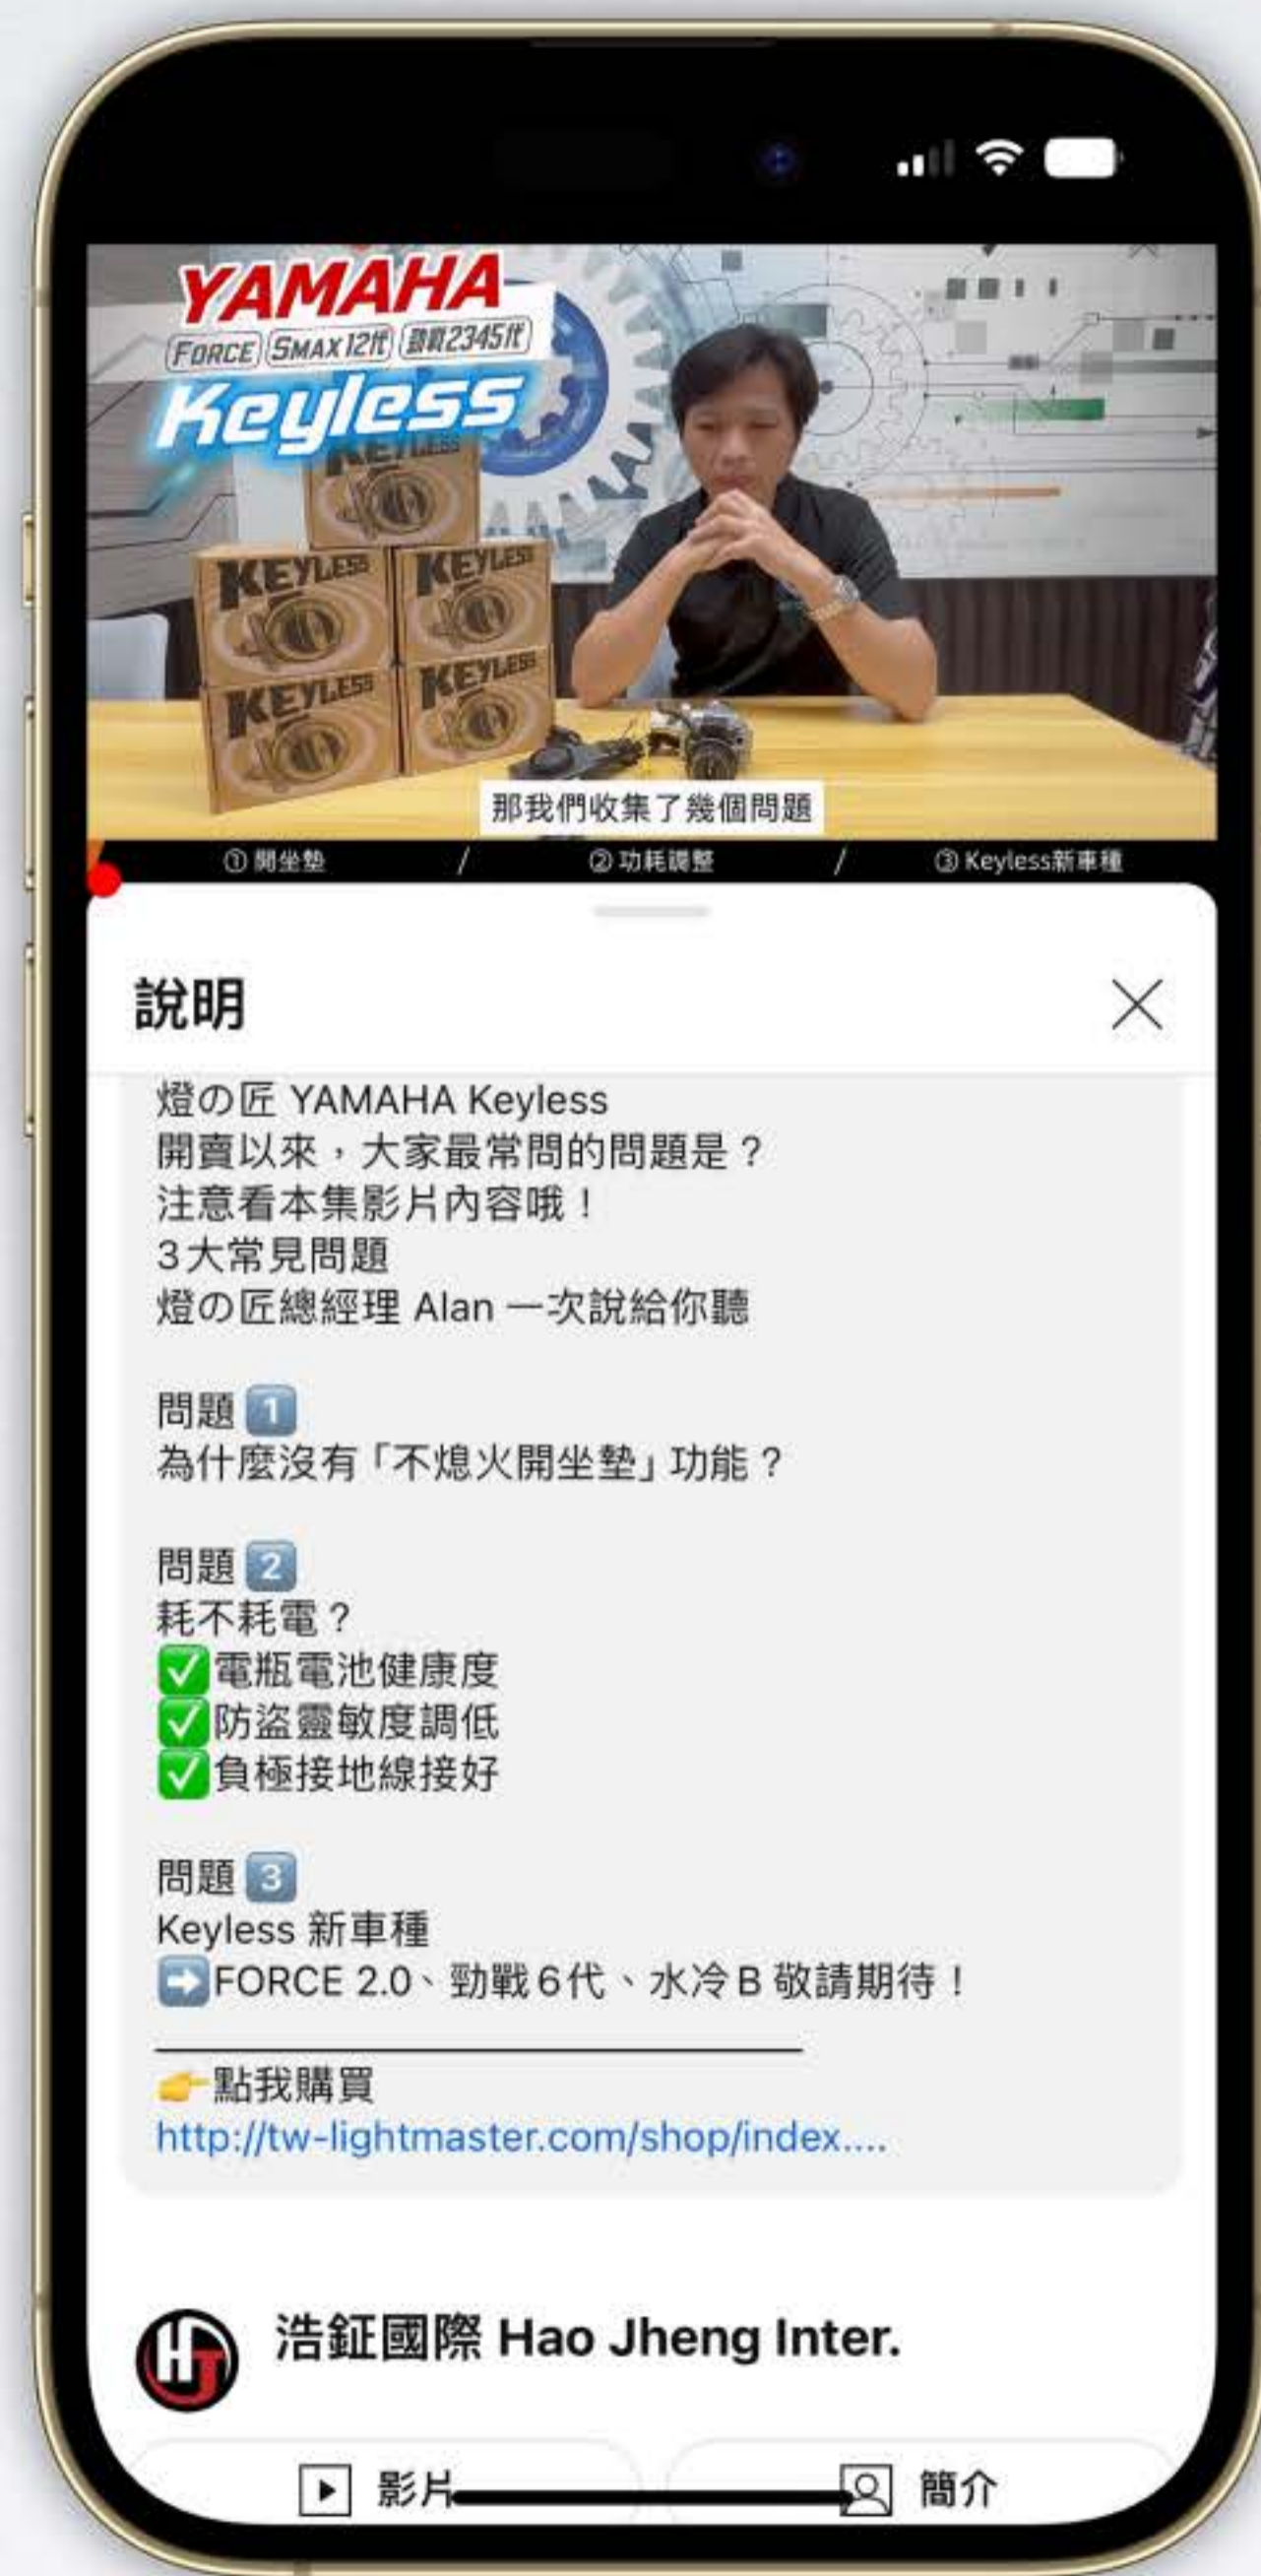 YAMAHA
FORCE SMAX12代 勁戰2345代
Keyless
KEYLESS
KEYLESS KEYLESS
KEYLESS KEYLESS
那我們收集了幾個問題
① 開坐墊 / ② 功耗調整 / ③ Keyless新車種
說明
燈の匠 YAMAHA Keyless
開賣以來,大家最常問的問題是?
注意看本集影片內容哦!
3大常見問題
燈の匠總經理 Alan 一次說給你聽
問題 1️⃣
為什麼沒有「不熄火開坐墊」功能?
問題 2️⃣
耗不耗電?
✅電瓶電池健康度
✅防盜靈敏度調低
✅負極接地線接好
問題 3️⃣
Keyless 新車種
➡️FORCE 2.0、勁戰6代、水冷B 敬請期待!
👉點我購買
http://tw-lightmaster.com/shop/index....
HJ
浩鉦國際 Hao Jheng Inter.
影片 簡介